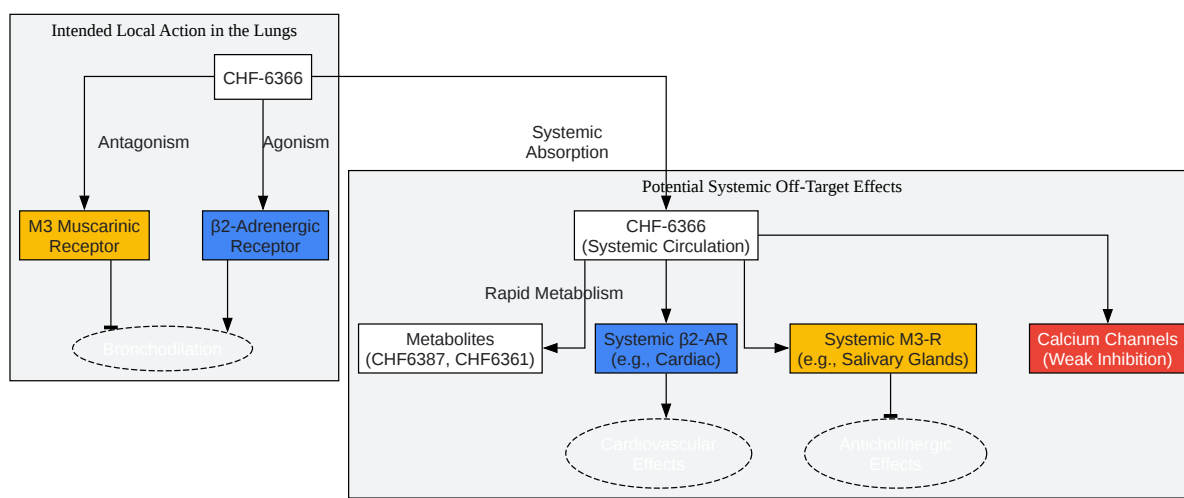 Intended Local Action in the Lungs
CHF-6366
Antagonism
Agonism
M3 Muscarinic
Receptor
β2-Adrenergic
Receptor
Bronchodilation
Systemic
Absorption
Potential Systemic Off-Target Effects
CHF-6366
(Systemic Circulation)
Rapid Metabolism
Metabolites
(CHF6387, CHF6361)
Systemic β2-AR
(e.g., Cardiac)
Systemic M3-R
(e.g., Salivary Glands)
Calcium Channels
(Weak Inhibition)
Cardiovascular
Effects
Anticholinergic
Effects